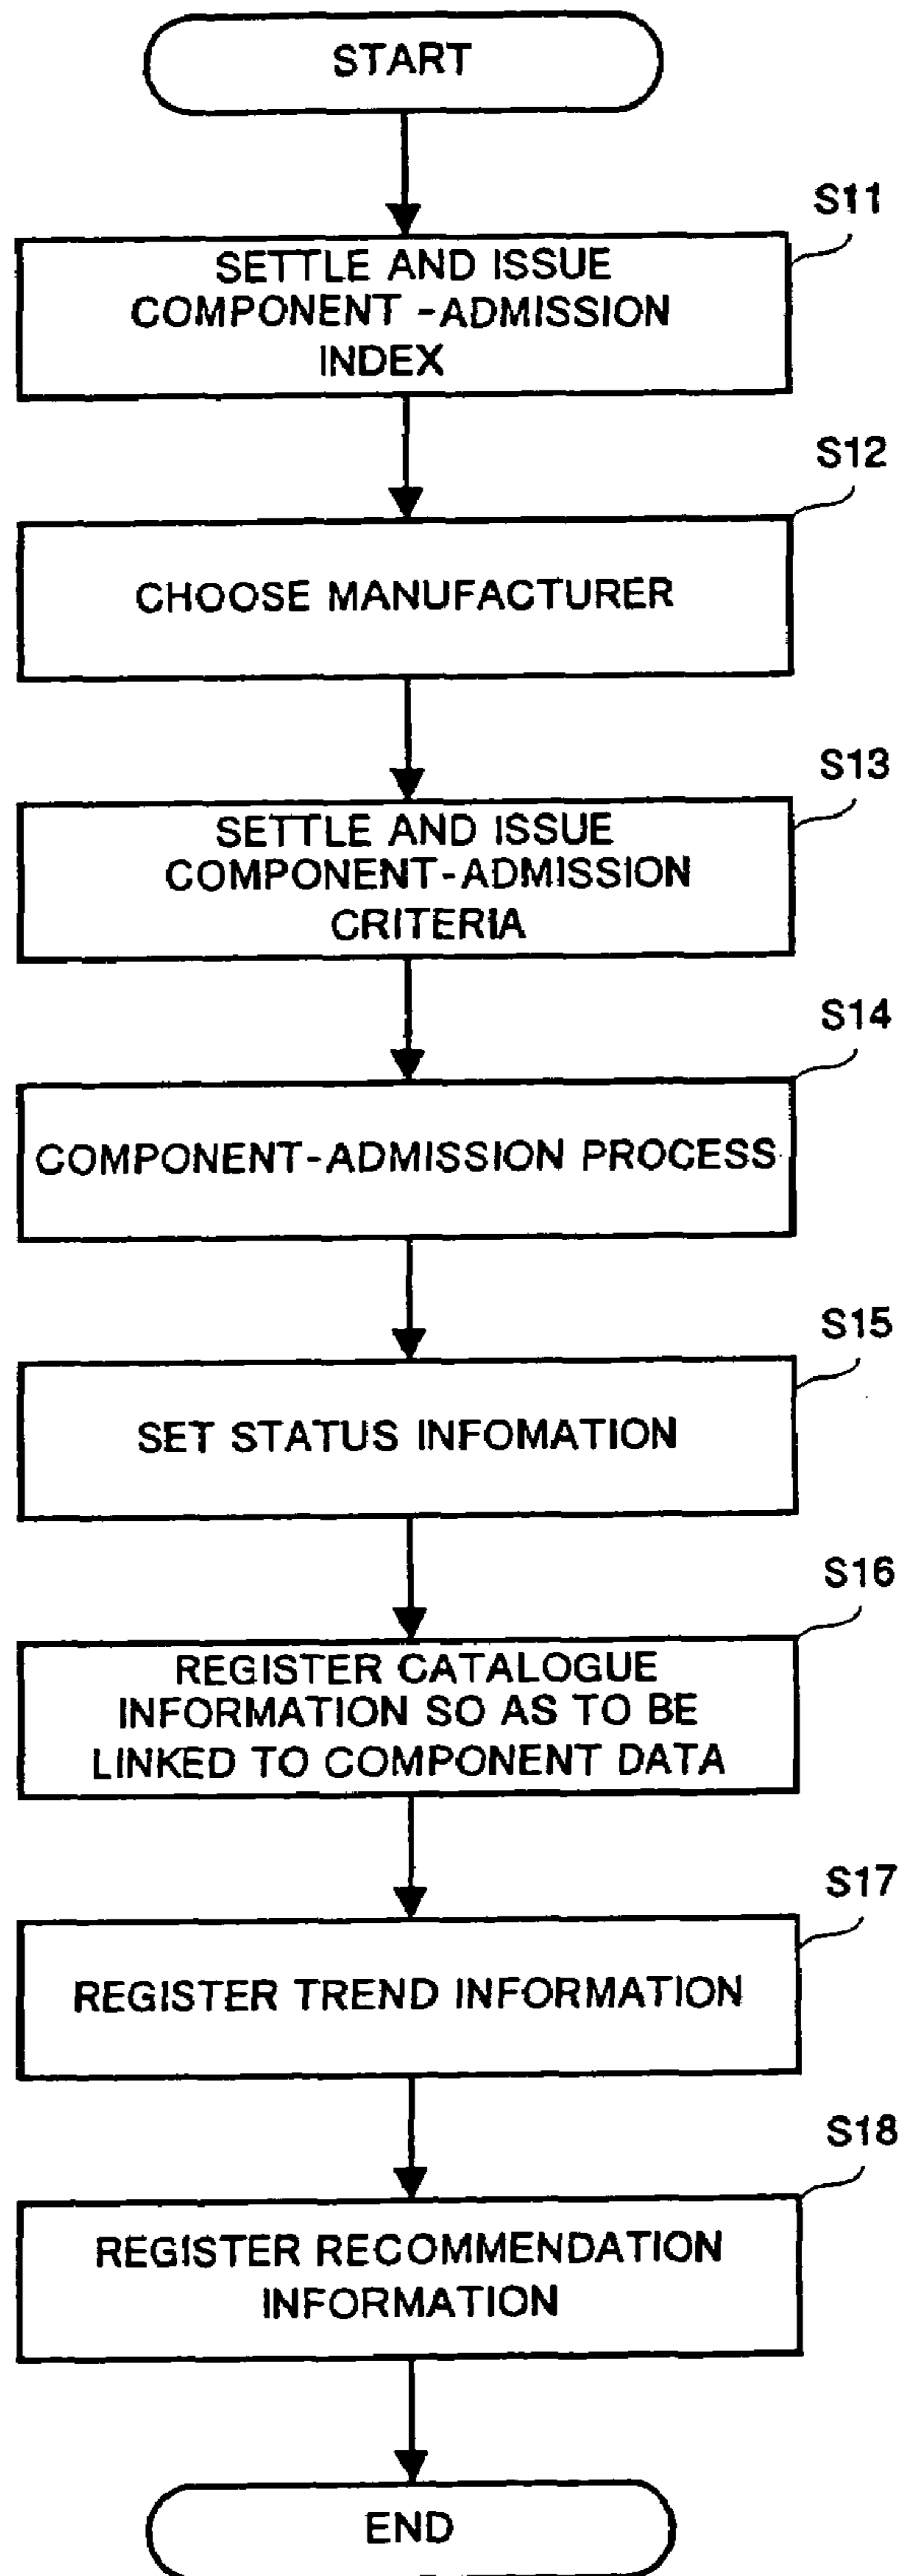 START
S11
SETTLE AND ISSUE
COMPONENT -ADMISSION
INDEX
S12
CHOOSE MANUFACTURER
S13
SETTLE AND ISSUE
COMPONENT-ADMISSION
CRITERIA
S14
COMPONENT-ADMISSION PROCESS
S15
SET STATUS INFOMATION
S16
REGISTER CATALOGUE
INFORMATION SO AS TO BE
LINKED TO COMPONENT DATA
S17
REGISTER TREND INFORMATION
S18
REGISTER RECOMMENDATION
INFORMATION
END